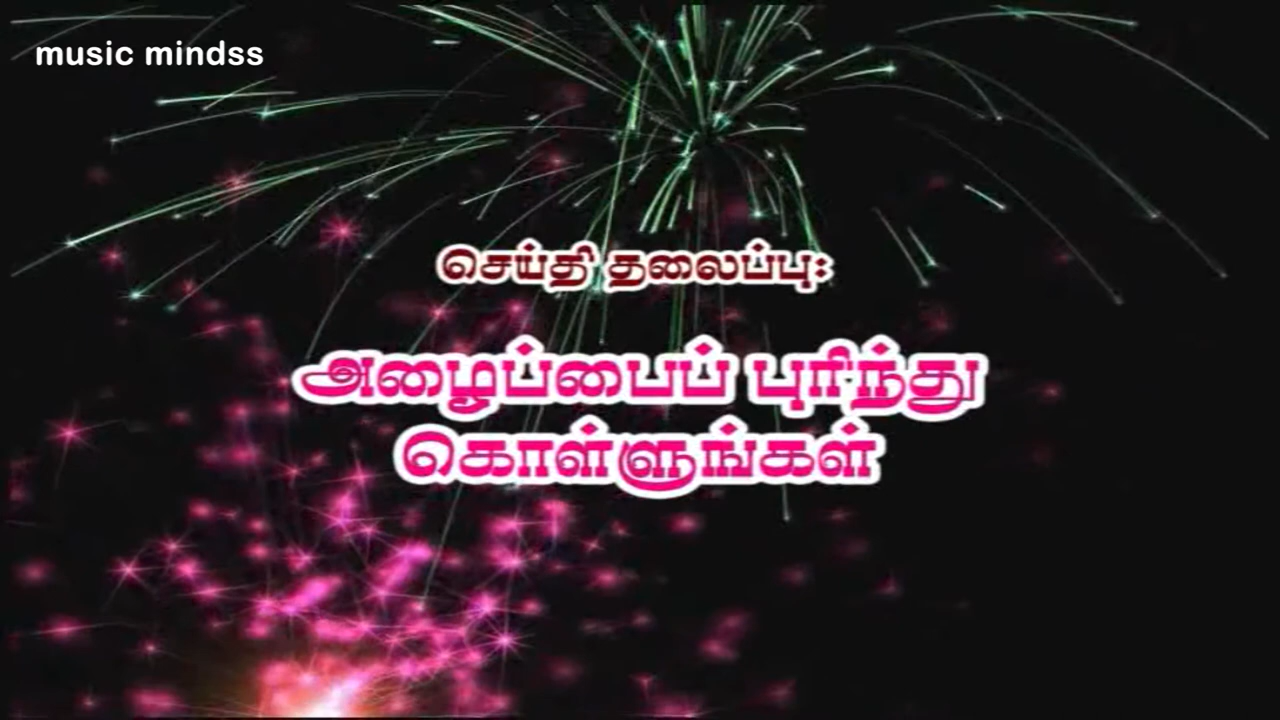 music mindss
செய்தி தலைப்பு:
அழைப்பைப் புரிந்து
கொள்ளுங்கள்